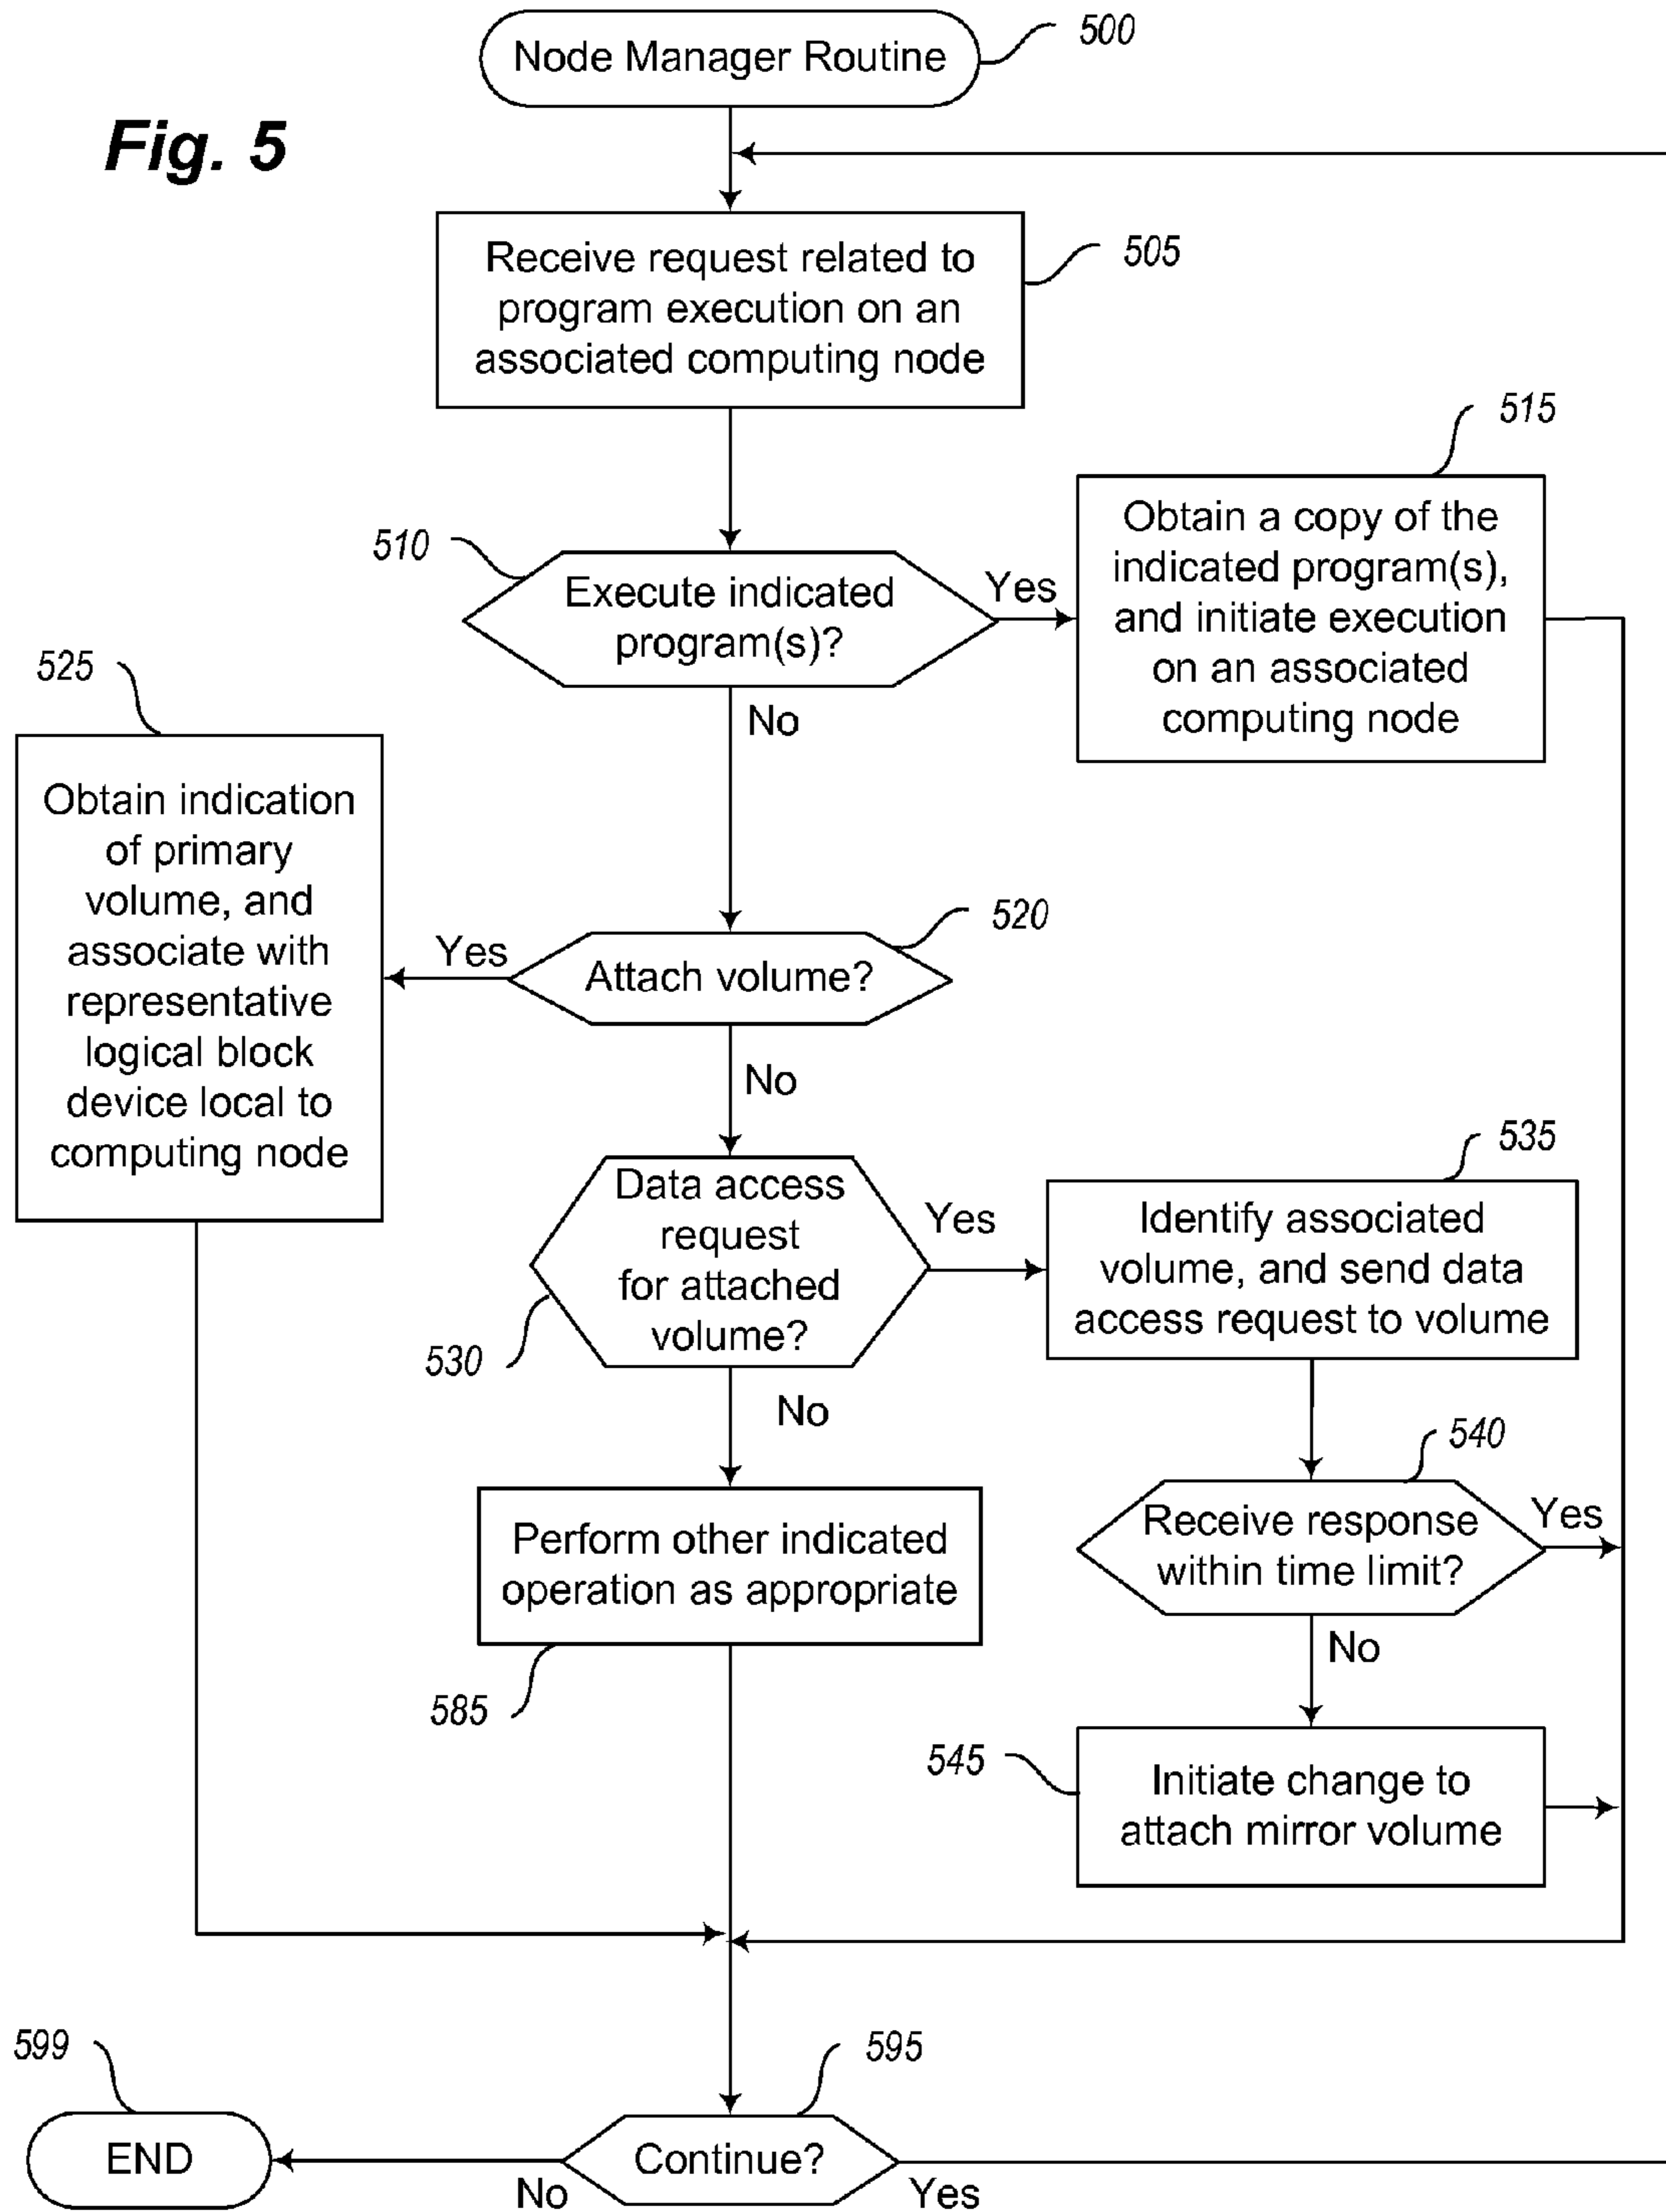 Node Manager Routine
500
Fig. 5
Receive request related to
program execution on an
associated computing node
505
515
Obtain a copy of the
indicated program(s),
and initiate execution
on an associated
computing node
510
Execute indicated
program(s)?
Yes
No
525
Obtain indication
of primary
volume, and
associate with
representative
logical block
device local to
computing node
520
Attach volume?
Yes
No
Data access
request
for attached
volume?
530
Yes
No
535
Identify associated
volume, and send data
access request to volume
540
Receive response
within time limit?
Yes
No
Perform other indicated
operation as appropriate
585
545
Initiate change to
attach mirror volume
599
END
595
Continue?
No
Yes